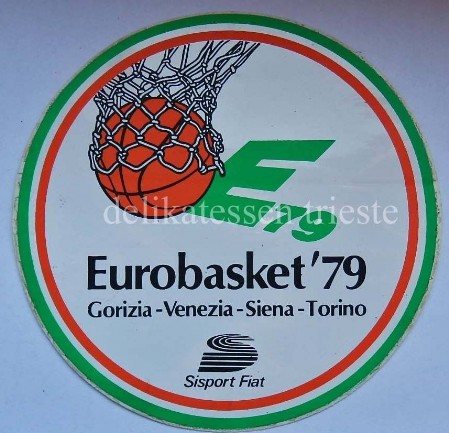 E79
delikatessen trieste
Eurobasket '79
Gorizia - Venezia - Siena - Torino
Sisport Fiat